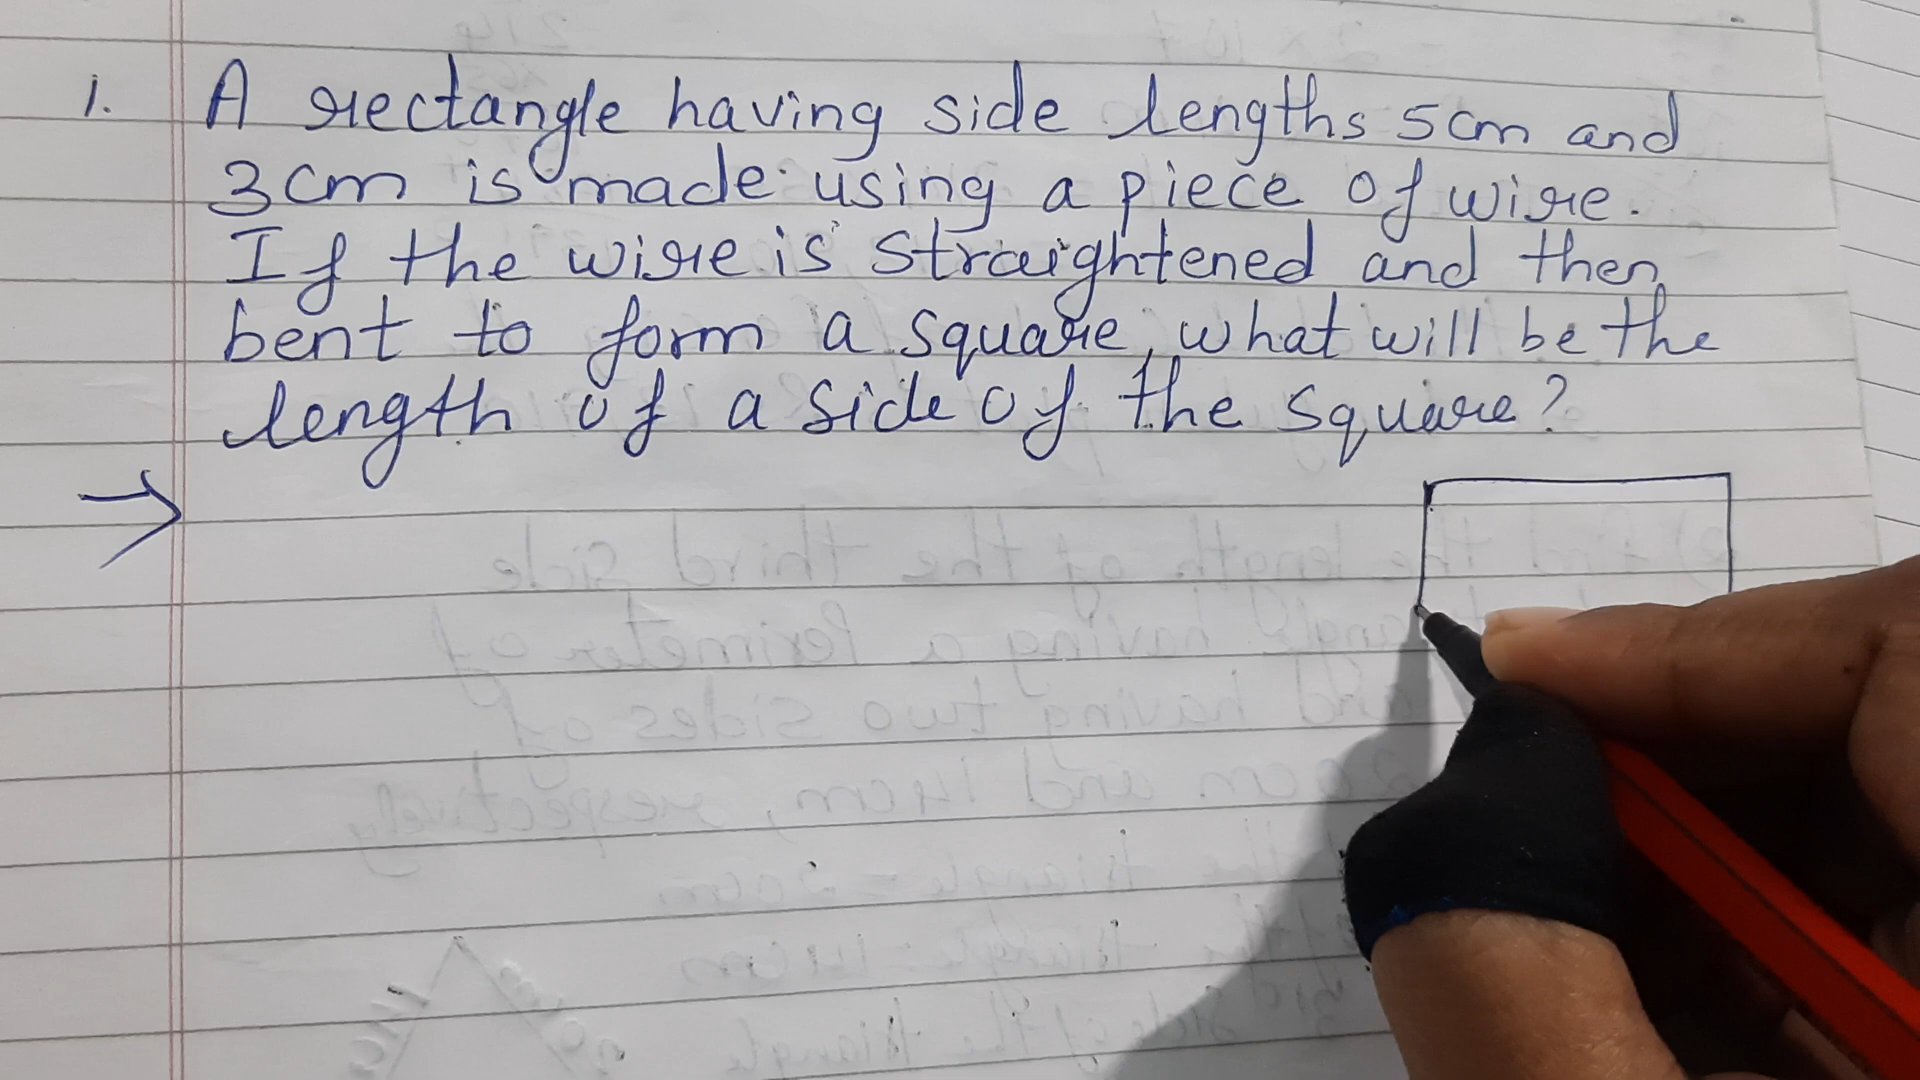 1. A rectangle having side lengths 5cm and
3cm is made using a piece of wire.
If the wire is straightened and then
bent to form a square, what will be the
length of a side of the square?